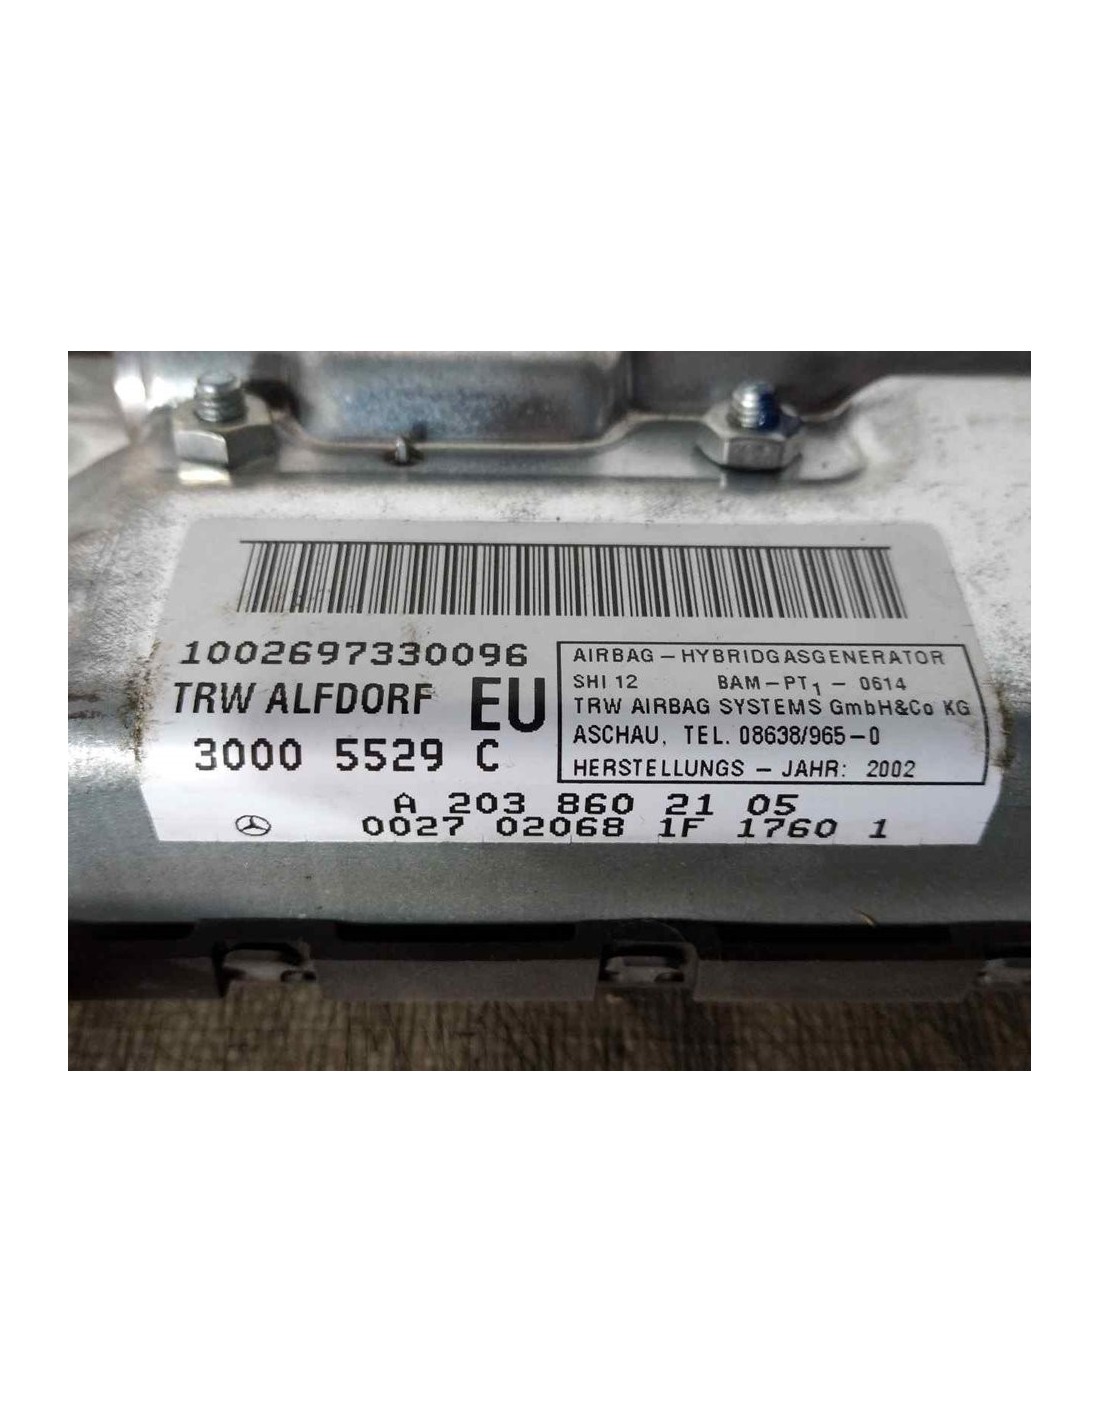 1002697330096
TRW ALFDORF EU
3000 5529 C
AIRBAG-HYBRIDGASGENERATOR
SHI 12 BAM-PT1-0614
TRW AIRBAG SYSTEMS GmbH&Co KG
ASCHAU, TEL. 08638/965-0
HERSTELLUNGS-JAHR: 2002
A 203 860 21 05
0027 02068 1F 1760 1